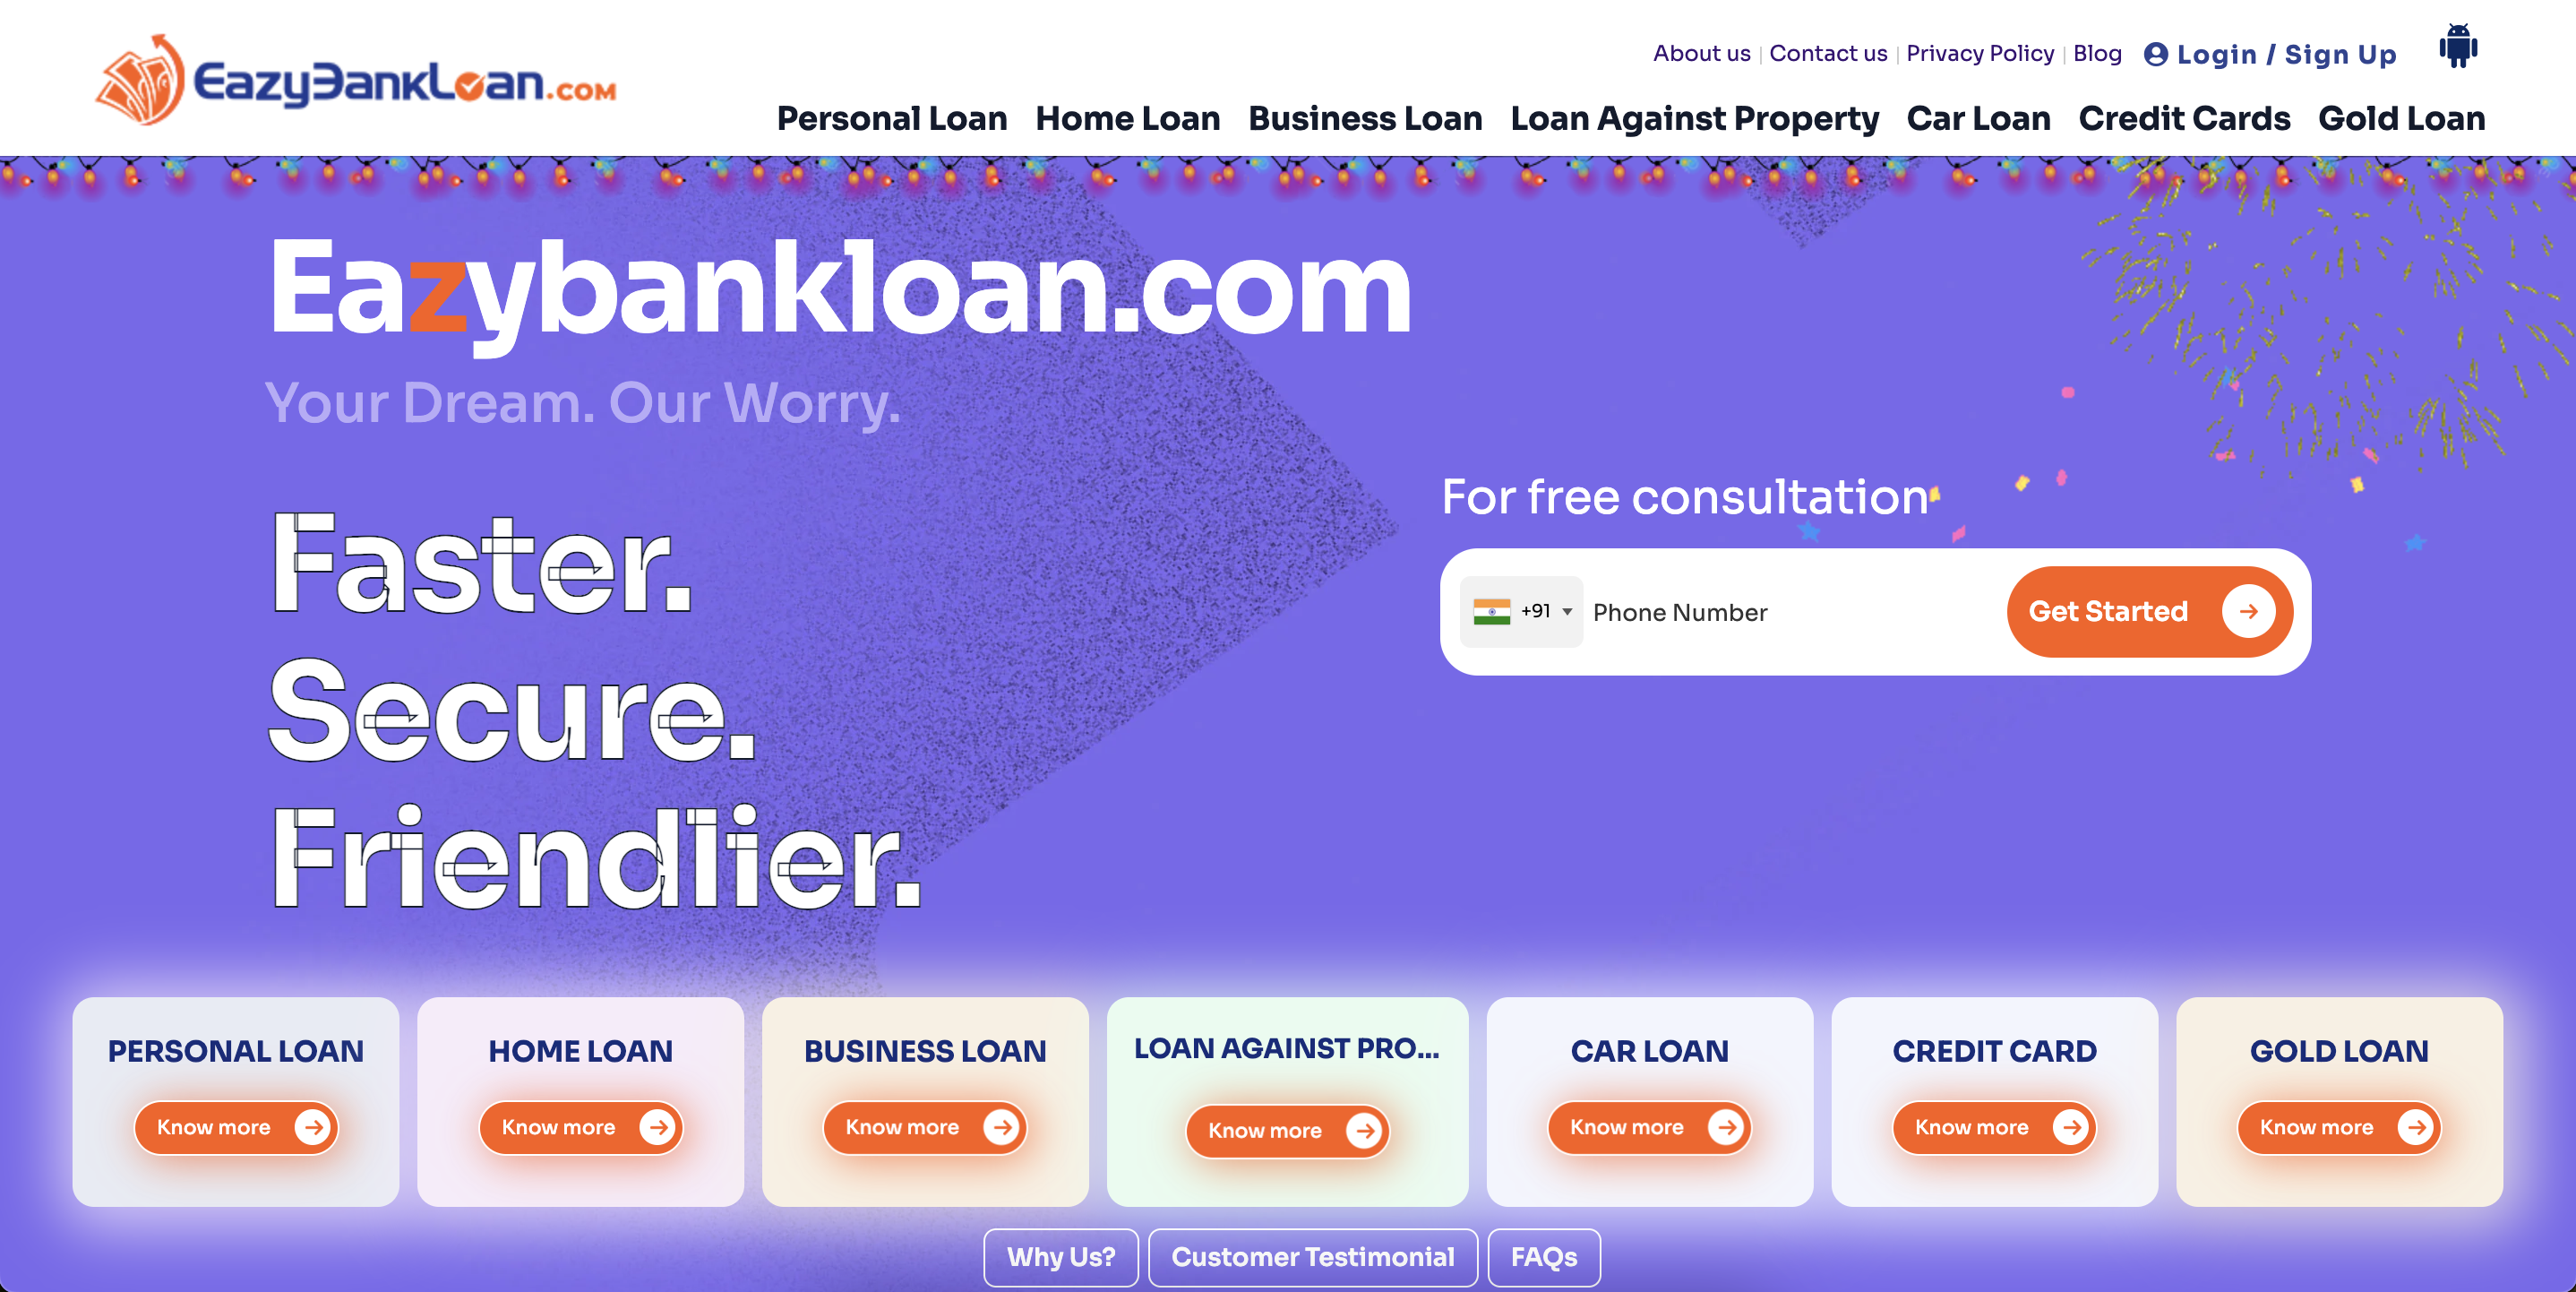 EazyBankLoan.com
About us | Contact us | Privacy Policy | Blog Login / Sign Up
Personal Loan Home Loan Business Loan Loan Against Property Car Loan Credit Cards Gold Loan
Eazybankloan.com
Your Dream. Our Worry.
Faster.
Secure.
Friendlier.
For free consultation
+91 Phone Number Get Started
PERSONAL LOAN
Know more
HOME LOAN
Know more
BUSINESS LOAN
Know more
LOAN AGAINST PRO...
Know more
CAR LOAN
Know more
CREDIT CARD
Know more
GOLD LOAN
Know more
Why Us? Customer Testimonial FAQs